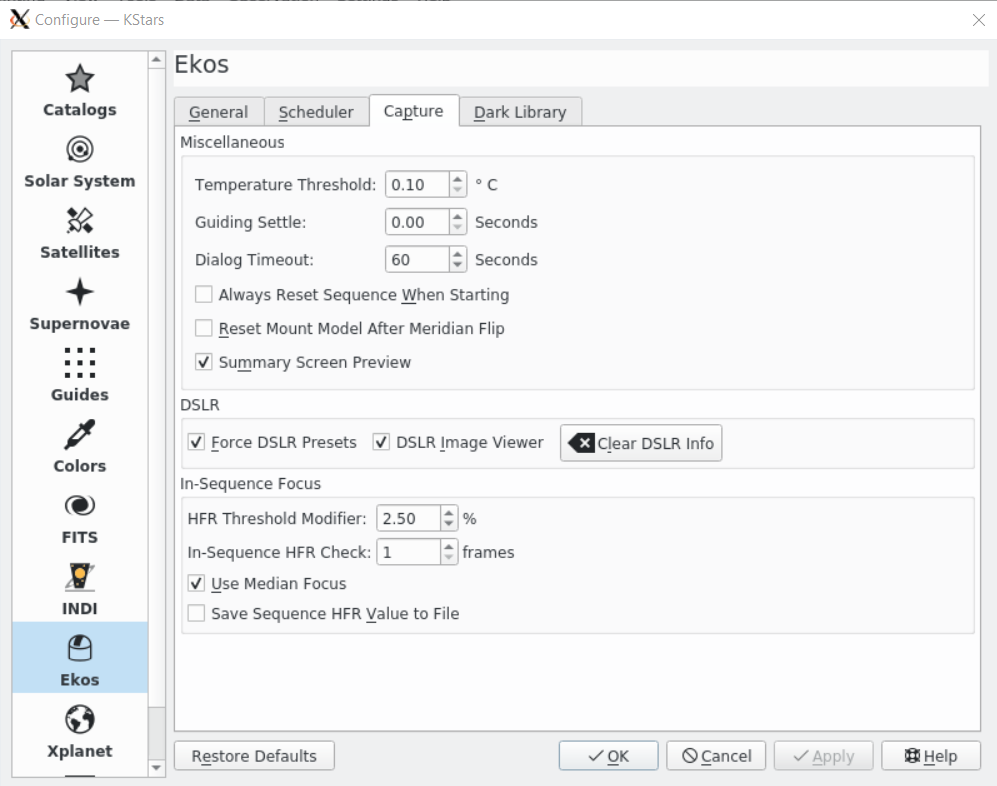 Configure — KStars
Catalogs
Solar System
Satellites
Supernovae
Guides
Colors
FITS
INDI
Ekos
Xplanet
Ekos
General Scheduler Capture Dark Library
Miscellaneous
Temperature Threshold: 0.10 ° C
Guiding Settle: 0.00 Seconds
Dialog Timeout: 60 Seconds
Always Reset Sequence When Starting
Reset Mount Model After Meridian Flip
Summary Screen Preview
DSLR
Force DSLR Presets DSLR Image Viewer Clear DSLR Info
In-Sequence Focus
HFR Threshold Modifier: 2.50 %
In-Sequence HFR Check: 1 frames
Use Median Focus
Save Sequence HFR Value to File
Restore Defaults OK Cancel Apply Help